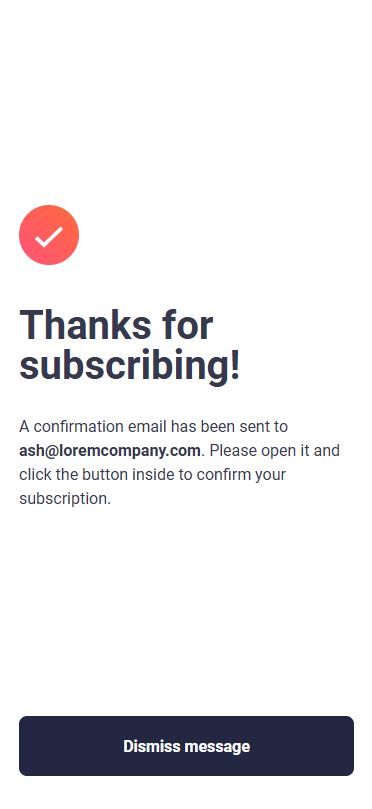 Thanks for
subscribing!
A confirmation email has been sent to
ash@loremcompany.com. Please open it and
click the button inside to confirm your
subscription.
Dismiss message